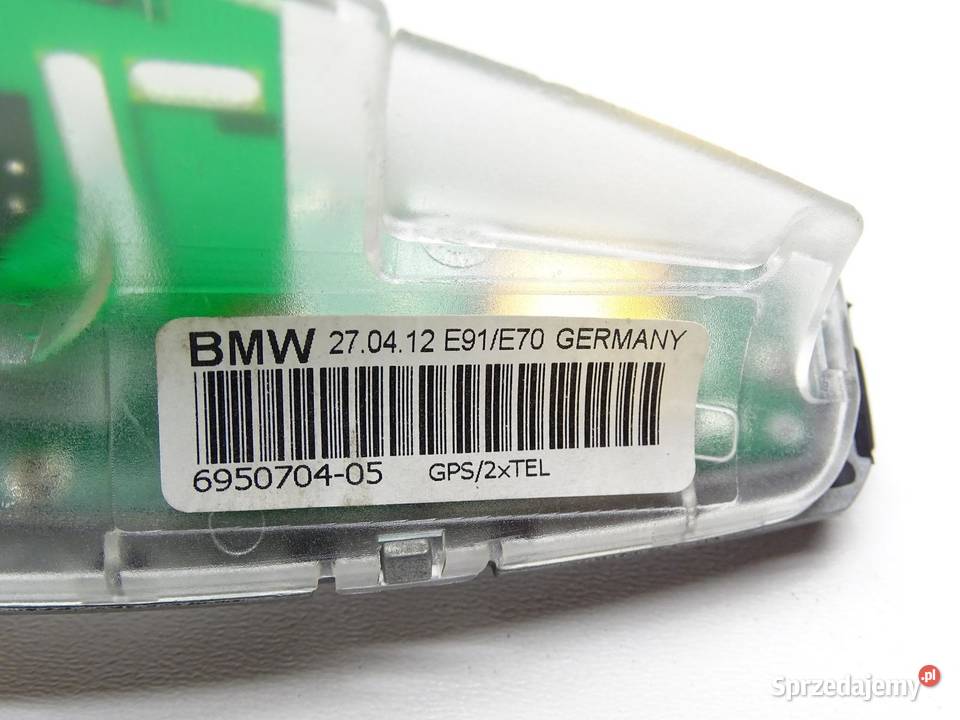 BMW 27.04.12 E91/E70 GERMANY
6950704-05 GPS/2xTEL
Sprzedajemy.pl